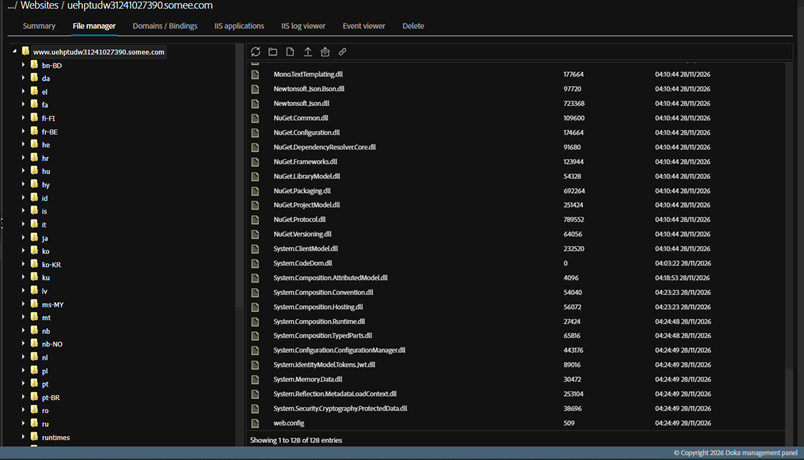 .../ Websites / uehptudw31241027390.somee.com
Summary File manager Domains / Bindings IIS applications IIS log viewer Event viewer Delete
www.uehptudw31241027390.somee.com
bn-BD
da
el
fa
fi-FI
fr-BE
he
hr
hu
hy
id
is
it
ja
ko
ko-KR
ku
lv
ms-MY
mt
nb
nb-NO
nl
pl
pt
pt-BR
ro
ru
runtimes
MonoTextTemplating.dll 177664 04:10:44 28/11/2026
Newtonsoft.Json.Bson.dll 97720 04:10:44 28/11/2026
Newtonsoft.Json.dll 723368 04:10:44 28/11/2026
NuGet.Common.dll 109600 04:10:44 28/11/2026
NuGet.Configuration.dll 174664 04:10:44 28/11/2026
NuGet.DependencyResolver.Core.dll 91680 04:10:44 28/11/2026
NuGet.Frameworks.dll 123944 04:10:44 28/11/2026
NuGet.LibraryModel.dll 54328 04:10:44 28/11/2026
NuGet.Packaging.dll 692264 04:10:44 28/11/2026
NuGet.ProjectModel.dll 251424 04:10:44 28/11/2026
NuGet.Protocol.dll 789552 04:10:44 28/11/2026
NuGet.Versioning.dll 64056 04:10:44 28/11/2026
System.ClientModel.dll 232520 04:10:44 28/11/2026
System.CodeDom.dll 0 04:03:22 28/11/2026
System.Composition.AttributedModel.dll 4096 04:18:53 28/11/2026
System.Composition.Convention.dll 54040 04:23:23 28/11/2026
System.Composition.Hosting.dll 56072 04:23:23 28/11/2026
System.Composition.Runtime.dll 27424 04:24:48 28/11/2026
System.Composition.TypedParts.dll 65816 04:24:48 28/11/2026
System.Configuration.ConfigurationManager.dll 443176 04:24:49 28/11/2026
System.IdentityModel.Tokens.Jwt.dll 89016 04:24:49 28/11/2026
System.Memory.Data.dll 30472 04:24:49 28/11/2026
System.Reflection.MetadataLoadContext.dll 253104 04:24:49 28/11/2026
System.Security.Cryptography.ProtectedData.dll 38696 04:24:49 28/11/2026
web.config 509 04:24:49 28/11/2026
Showing 1 to 128 of 128 entries
© Copyright 2026 Doka management panel